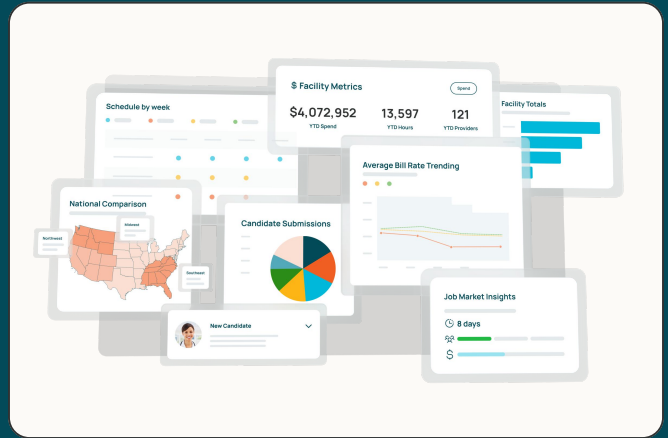 $ Facility Metrics
Spend
$4,072,952
13,597
121
YTD Spend
YTD Hours
YTD Providers
Schedule by week
Facility Totals
Average Bill Rate Trending
National Comparison
Northwest
Midwest
Southeast
Candidate Submissions
Job Market Insights
8 days
$
New Candidate